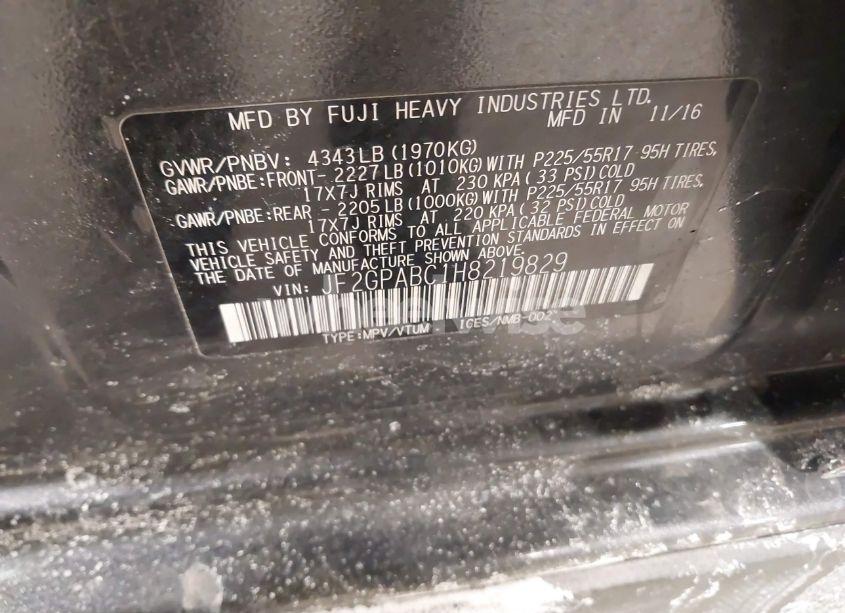 MFD BY FUJI HEAVY INDUSTRIES LTD.
MFD IN 11/16
GVWR/PNBV: 4343LB (1970KG)
GAWR/PNBE:FRONT- 2227 LB (1010KG) WITH P225/55R17 95H TIRES,
17X7J RIMS AT 230 KPA ( 33 PSI) COLD
GAWR/PNBE:REAR - 2205 LB (1000KG) WITH P225/55R17 95H TIRES,
17X7J RIMS AT 220 KPA ( 32 PSI) COLD
THIS VEHICLE CONFORMS TO ALL APPLICABLE FEDERAL MOTOR
VEHICLE SAFETY AND THEFT PREVENTION STANDARDS IN EFFECT ON
THE DATE OF MANUFACTURE SHOWN ABOVE.
VIN: JF2GPABC1H8219829
TYPE:MPV/VTUM ICES/NMB-002